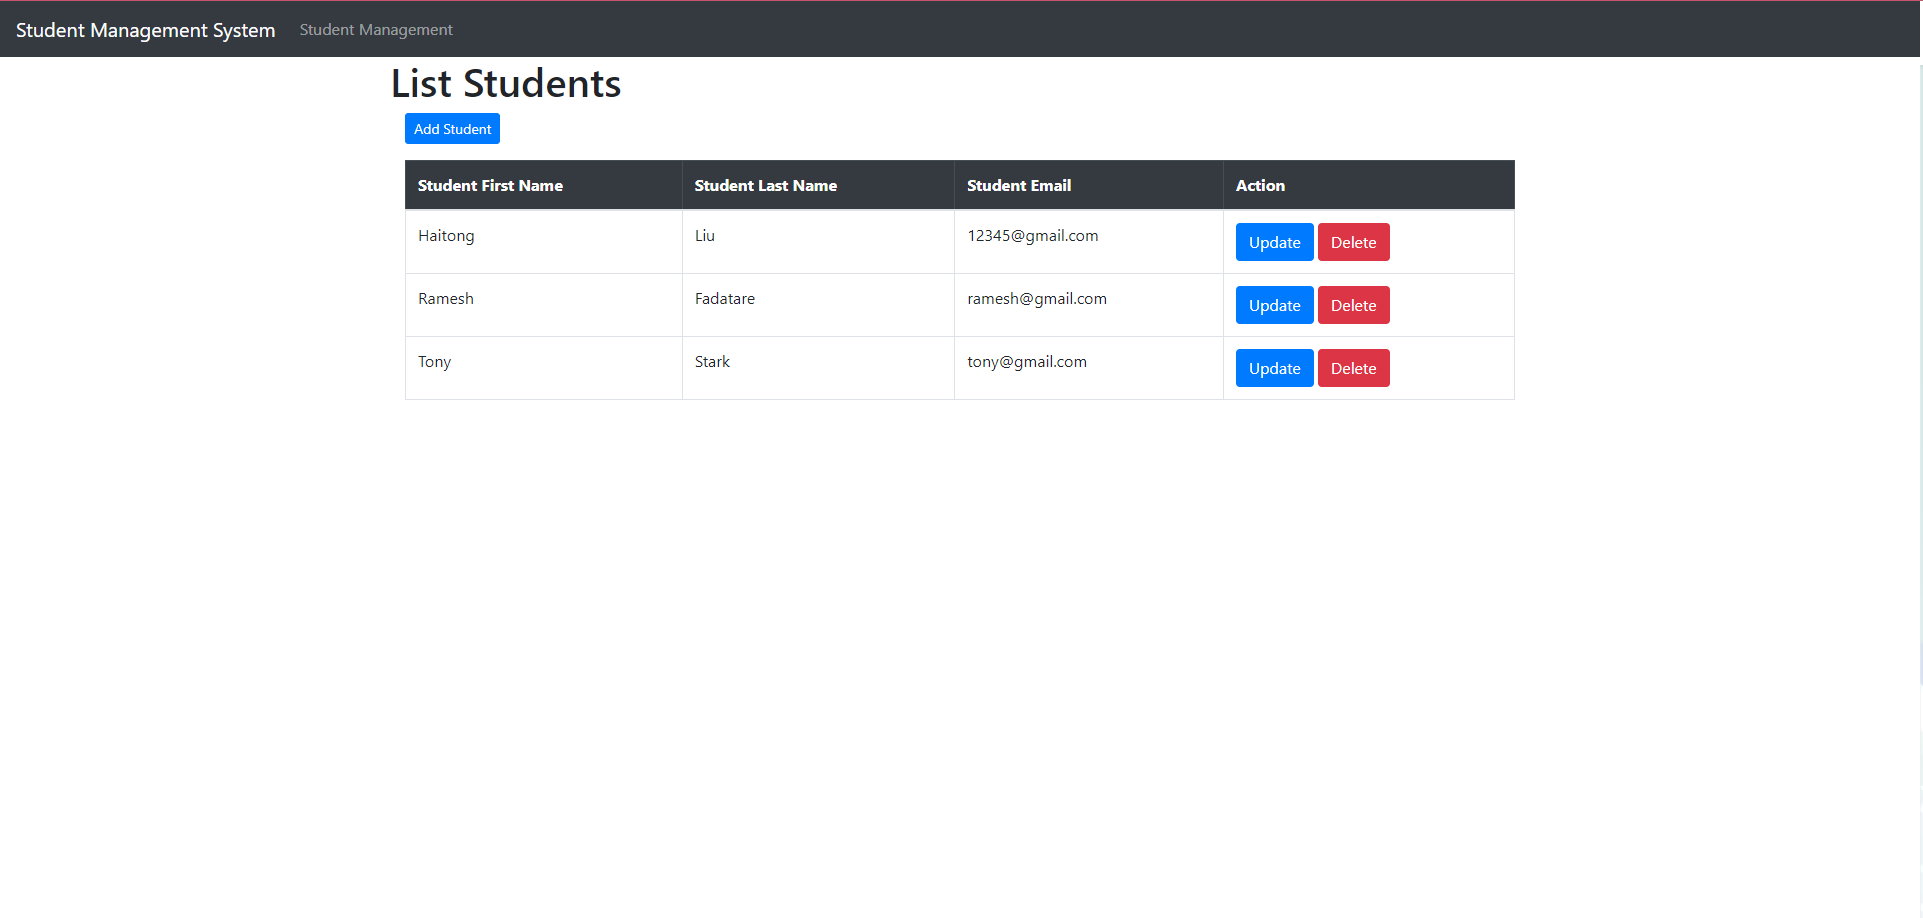 Student Management System Student Management
List Students
Add Student
Student First Name Student Last Name Student Email Action
Haitong Liu 12345@gmail.com Update Delete
Ramesh Fadatare ramesh@gmail.com Update Delete
Tony Stark tony@gmail.com Update Delete